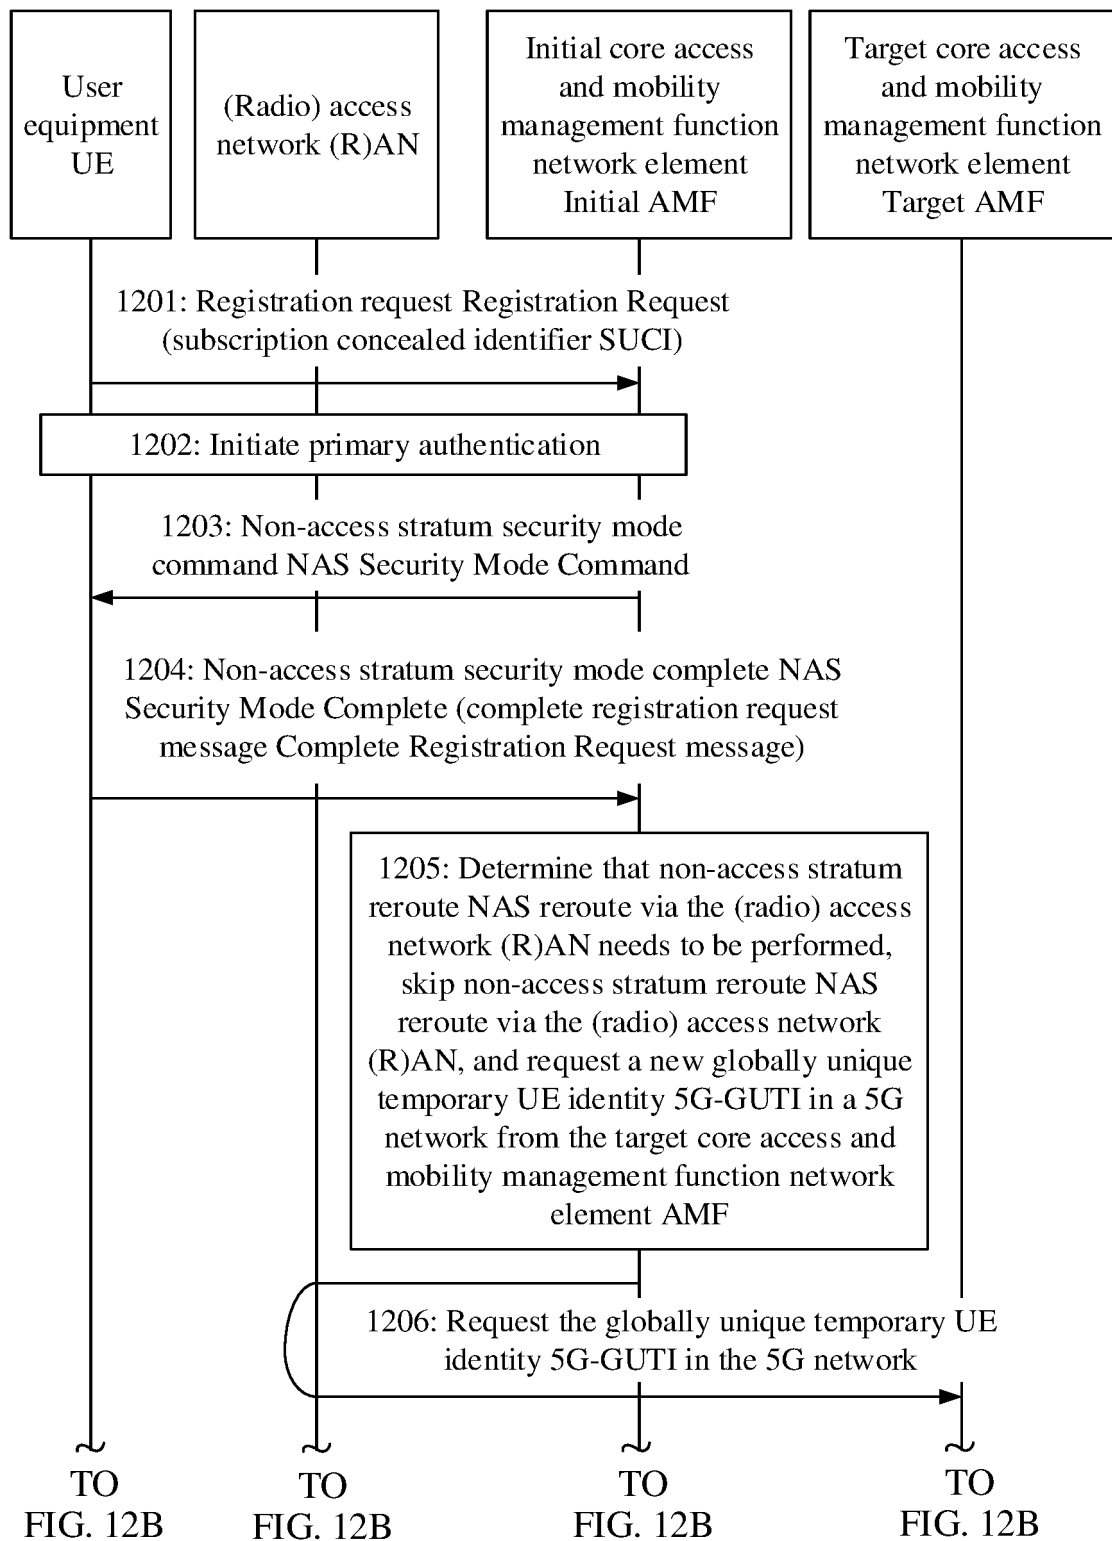 User
equipment
UE
(Radio) access
network (R)AN
Initial core access
and mobility
management function
network element
Initial AMF
Target core access
and mobility
management function
network element
Target AMF
1201: Registration request Registration Request
(subscription concealed identifier SUCI)
1202: Initiate primary authentication
1203: Non-access stratum security mode
command NAS Security Mode Command
1204: Non-access stratum security mode complete NAS
Security Mode Complete (complete registration request
message Complete Registration Request message)
1205: Determine that non-access stratum
reroute NAS reroute via the (radio) access
network (R)AN needs to be performed,
skip non-access stratum reroute NAS
reroute via the (radio) access network
(R)AN, and request a new globally unique
temporary UE identity 5G-GUTI in a 5G
network from the target core access and
mobility management function network
element AMF
1206: Request the globally unique temporary UE
identity 5G-GUTI in the 5G network
TO
FIG. 12B
TO
FIG. 12B
TO
FIG. 12B
TO
FIG. 12B